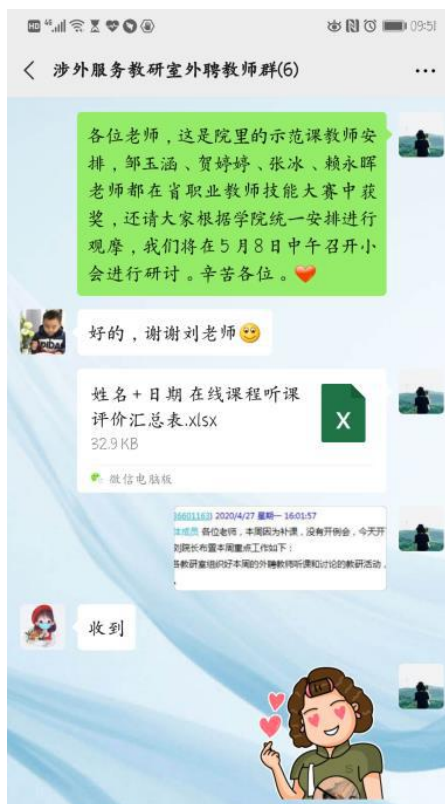 HD 4G 09:51
涉外服务教研室外聘教师群(6)
各位老师，这是院里的示范课教师安
排，邹玉涵、贺婷婷、张冰、赖永晖
老师都在省职业教师技能大赛中获
奖，还请大家根据学院统一安排进行
观摩，我们将在5月8日中午召开小
会进行研讨。辛苦各位。
好的，谢谢刘老师
姓名+日期 在线课程听课
评价汇总表.xlsx
32.9 KB
X
微信电脑版
2020/4/27 星期一 16:01:57
各位老师，本周因为补课，没有开例会，今天开
刘院长布置本周重点工作如下：
各教研室组织好本周的外聘教师听课和讨论的教研活动，
收到